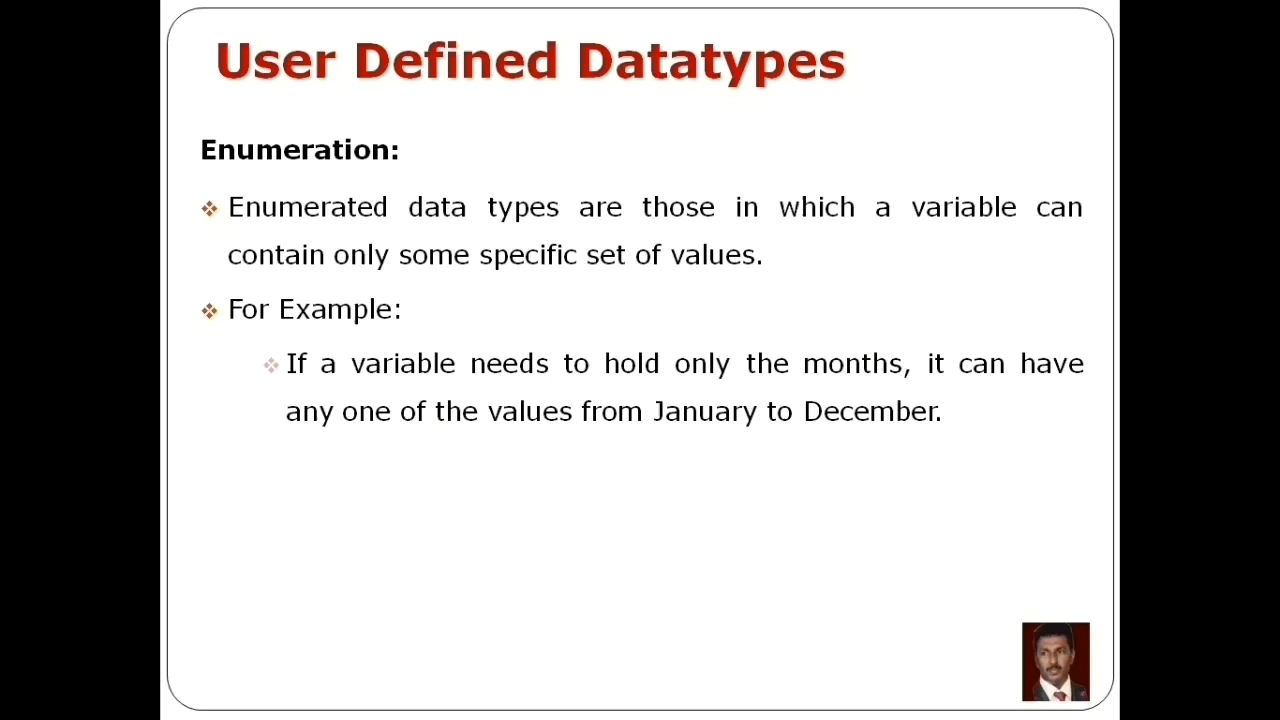 User Defined Datatypes
Enumeration:
Enumerated data types are those in which a variable can
contain only some specific set of values.
For Example:
If a variable needs to hold only the months, it can have
any one of the values from January to December.